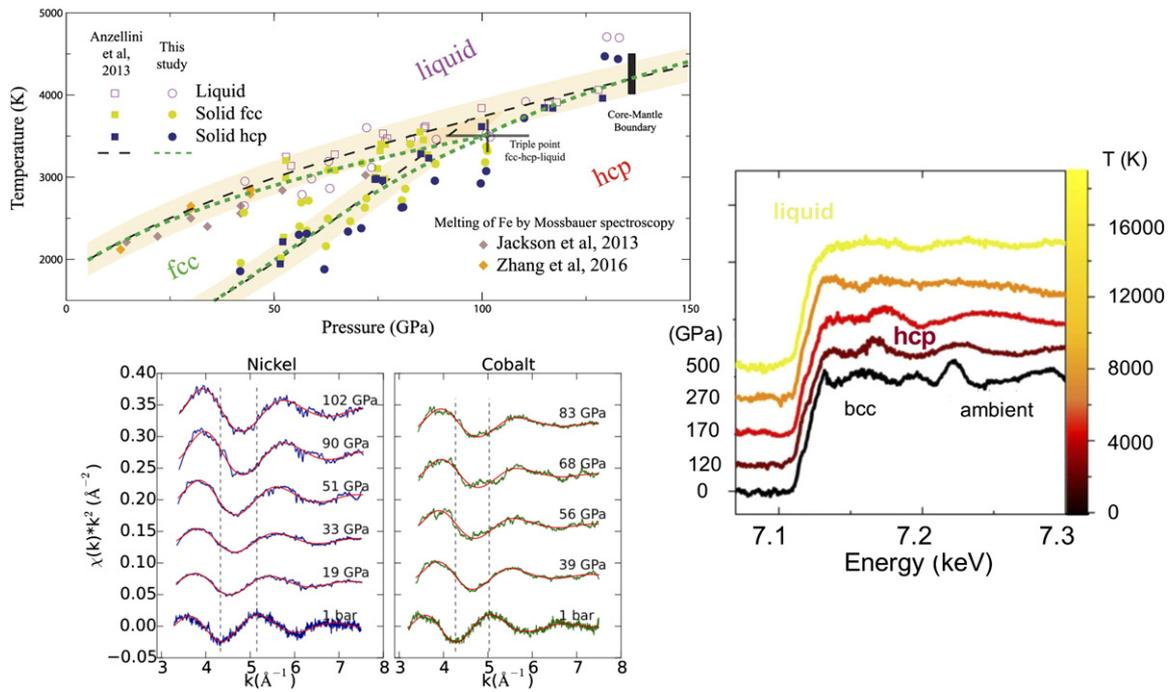 5000
4000
3000
2000
Temperature (K)
0
50
100
150
Pressure (GPa)
Anzellini
et al,
2013
This
study
Liquid
Solid fcc
Solid hcp
liquid
fcc
hcp
Core-Mantle
Boundary
Triple point
fcc-hcp-liquid
Melting of Fe by Mossbauer spectroscopy
Jackson et al, 2013
Zhang et al, 2016
Nickel
0.40
0.35
0.30
0.25
0.20
0.15
0.10
0.05
0.00
−0.05
χ(k)*k² (Å⁻²)
102 GPa
90 GPa
51 GPa
33 GPa
19 GPa
1 bar
3 4 5 6 7 8
k(Å⁻¹)
Cobalt
83 GPa
68 GPa
56 GPa
39 GPa
1 bar
3 4 5 6 7 8
k(Å⁻¹)
(GPa)
500
270
170
120
0
liquid
hcp
bcc
ambient
7.1 7.2 7.3
Energy (keV)
T (K)
16000
12000
8000
4000
0